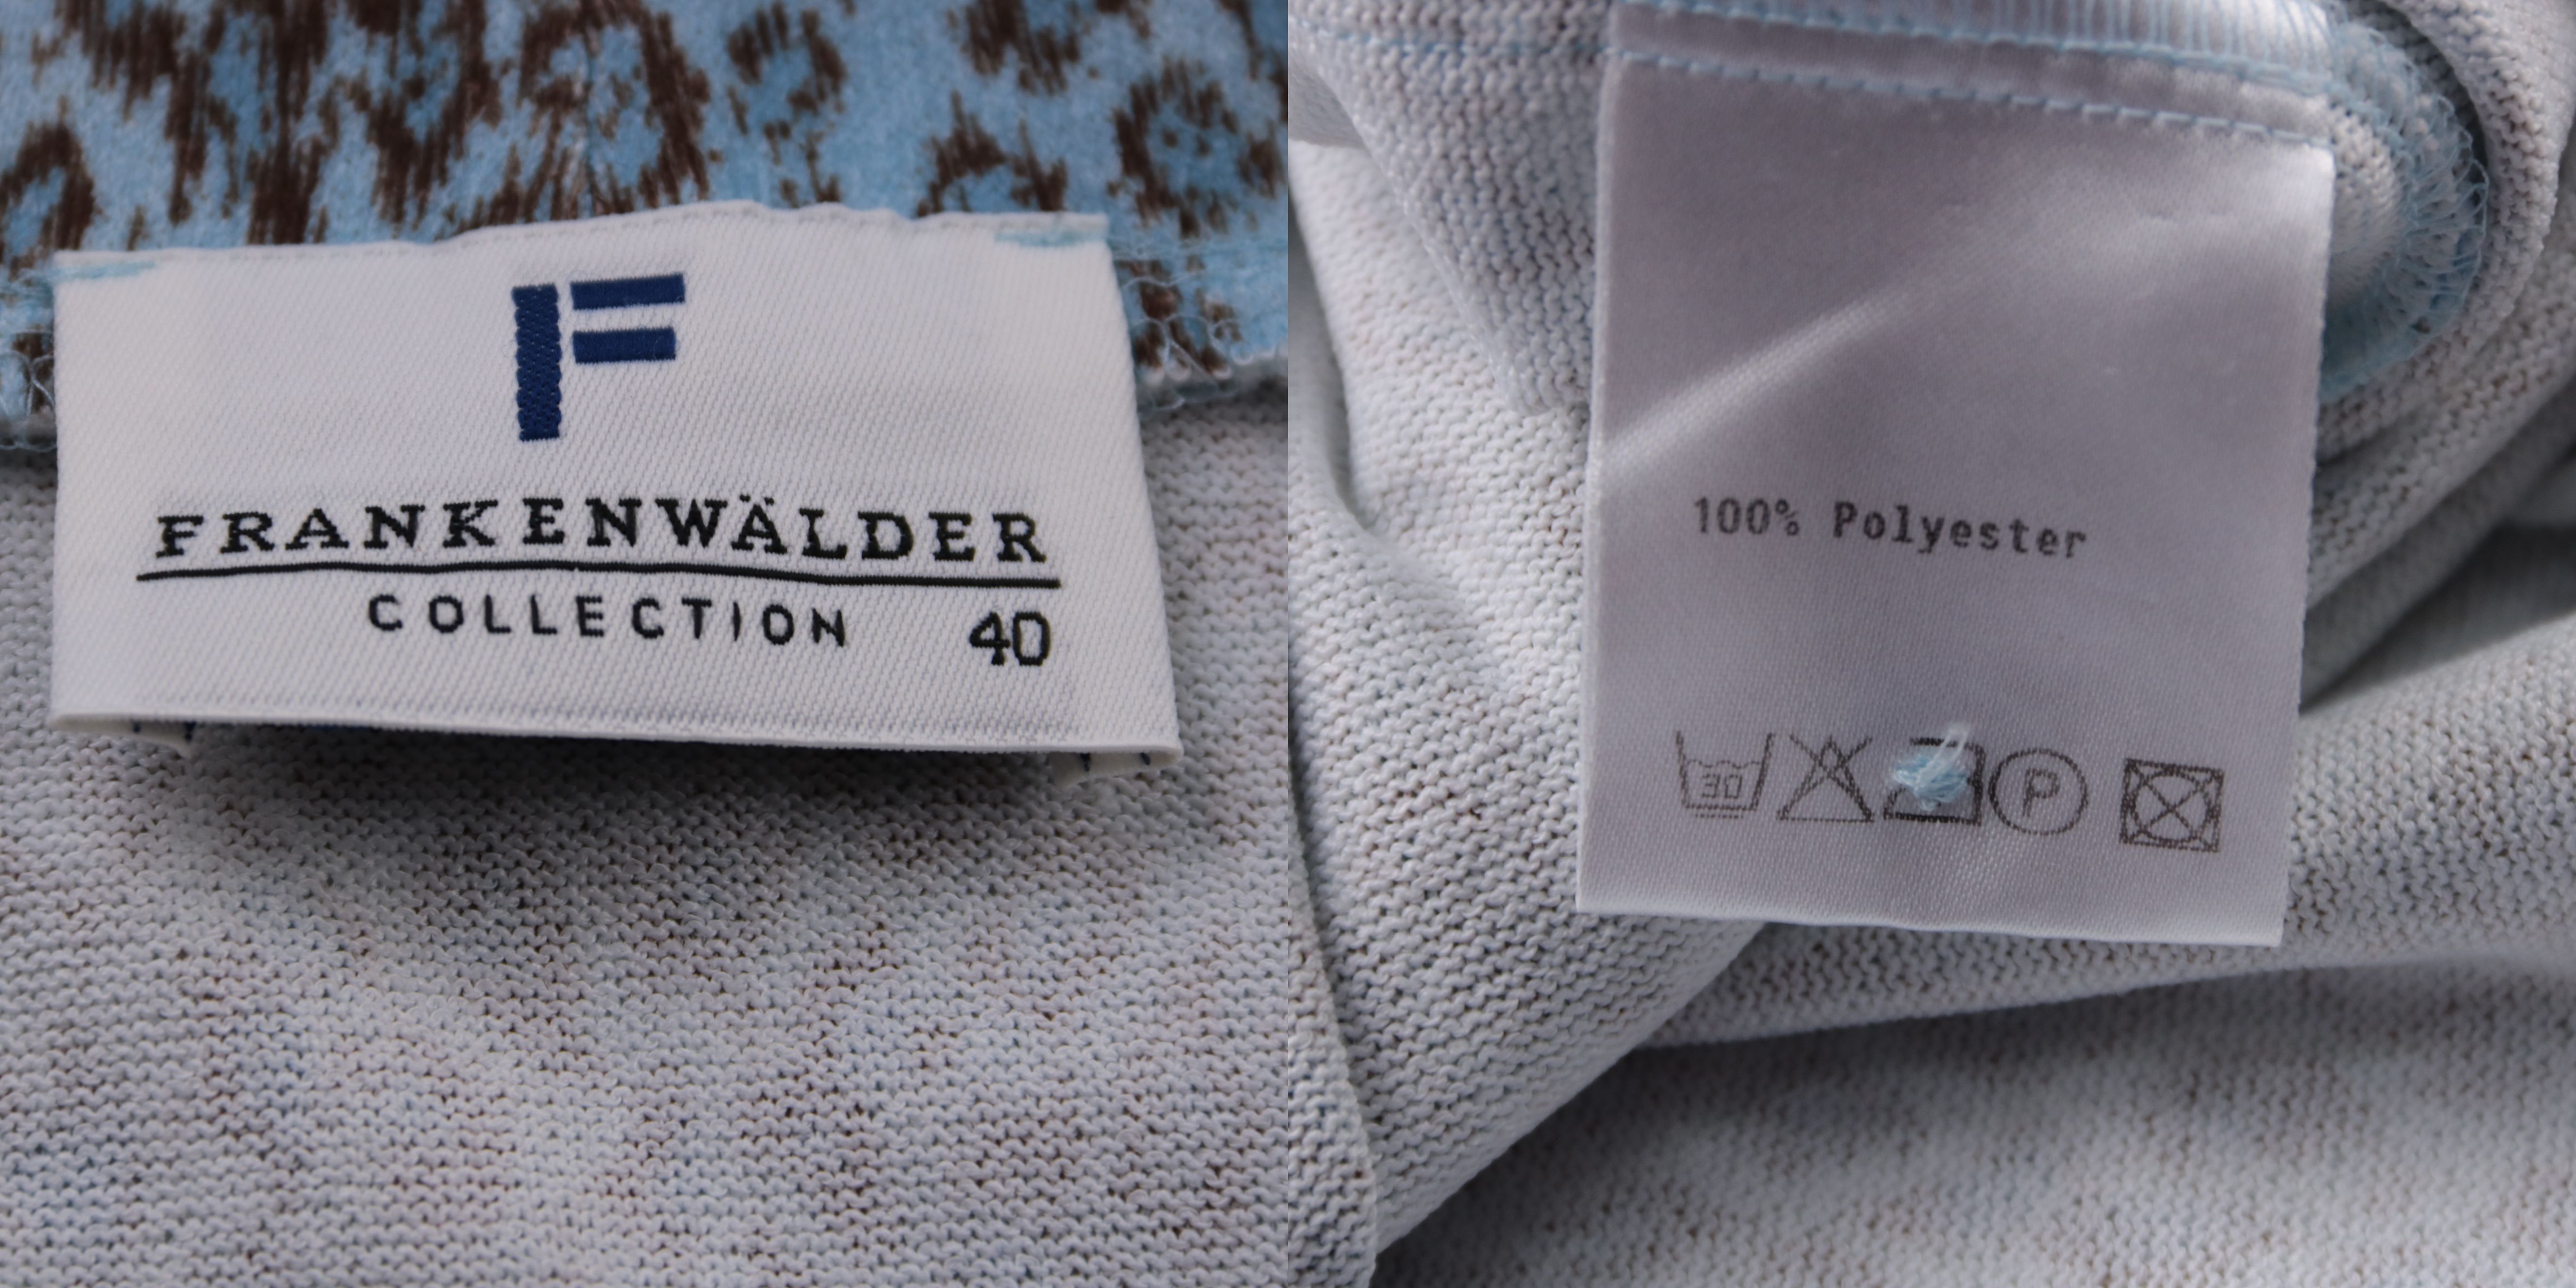 F
FRANKENWÄLDER
COLLECTION 40
100% Polyester
30 P